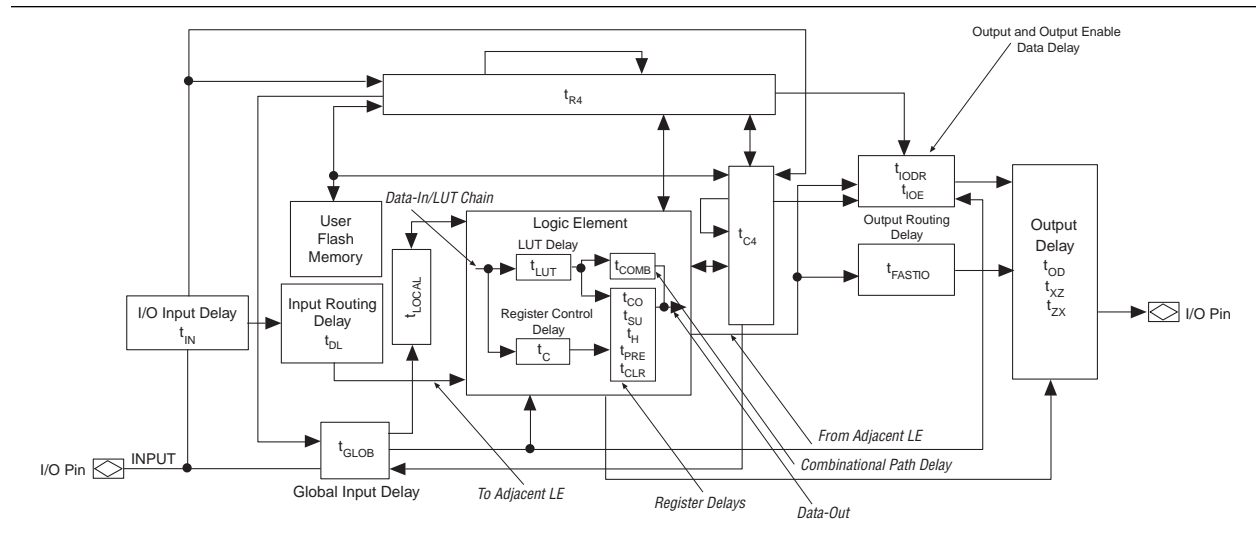 Output and Output Enable
Data Delay
tR4
tIODR
tIOE
Data-In/LUT Chain
User
Flash
Memory
Logic Element
LUT Delay
tLUT
tCOMB
tC4
Output Routing
Delay
tFASTIO
Output
Delay
tOD
tXZ
tZX
I/O Pin
tLOCAL
I/O Input Delay
tIN
Input Routing
Delay
tDL
Register Control
Delay
tC
tCO
tSU
tH
tPRE
tCLR
From Adjacent LE
I/O Pin
INPUT
tGLOB
Global Input Delay
To Adjacent LE
Register Delays
Combinational Path Delay
Data-Out